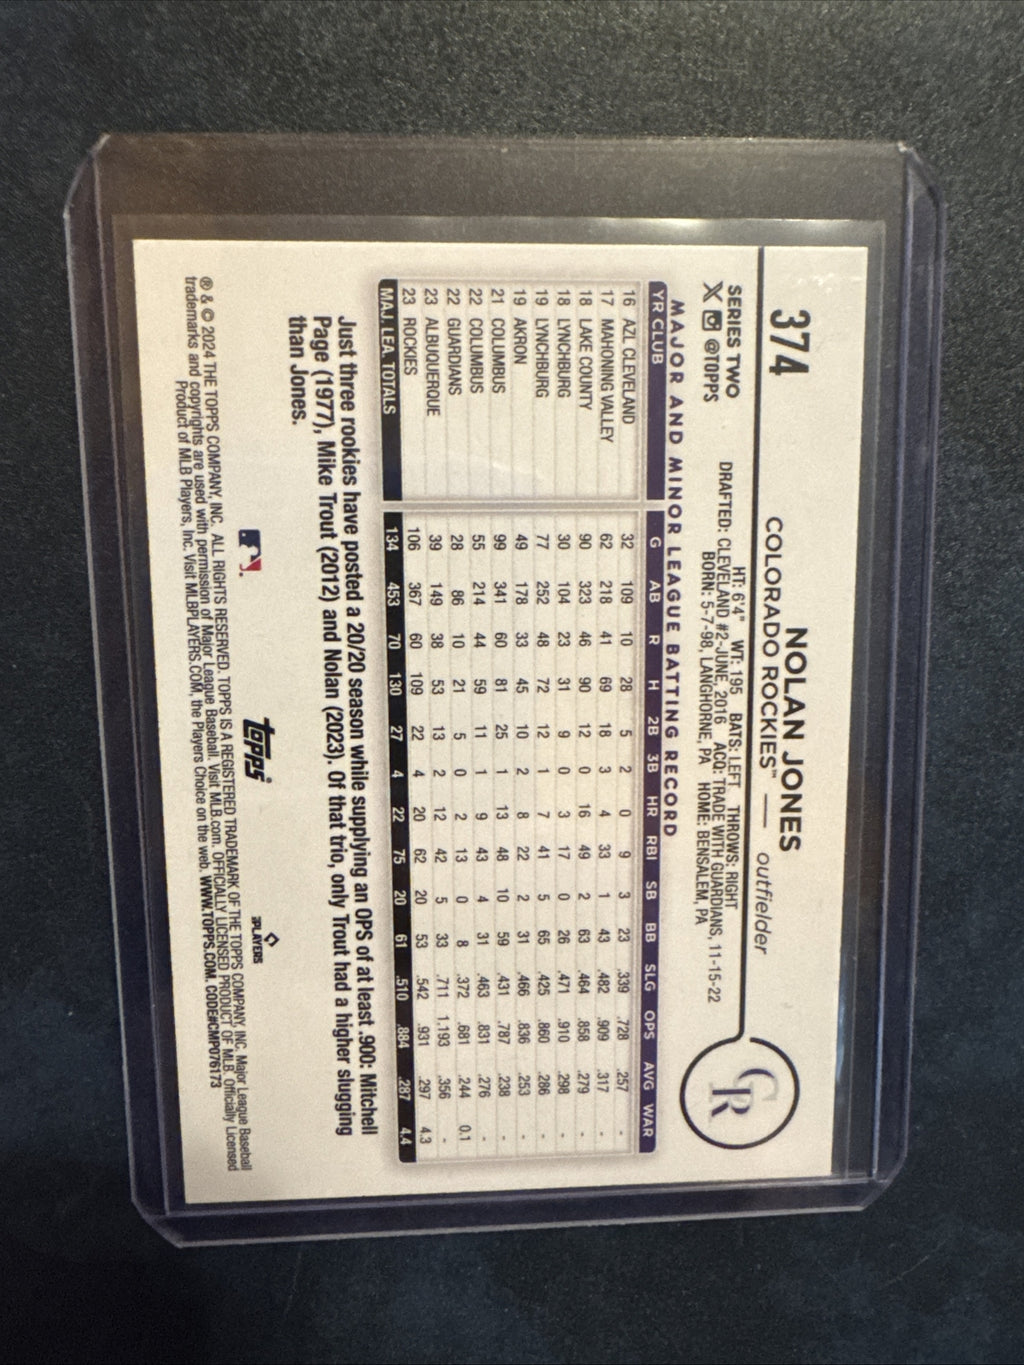 374
NOLAN JONES
COLORADO ROCKIES™ — outfielder
CR
SERIES TWO
@TOPPS
HT: 6'4" WT: 195 BATS: LEFT THROWS: RIGHT
DRAFTED: CLEVELAND #2-JUNE, 2016 ACQ: TRADE WITH GUARDIANS, 11-15-22
BORN: 5-7-98, LANGHORNE, PA HOME: BENSALEM, PA
MAJOR AND MINOR LEAGUE BATTING RECORD
YR CLUB G AB R H 2B 3B HR RBI SB BB SLG OPS AVG WAR
16 AZL CLEVELAND 32 109 10 28 5 2 0 9 3 23 .339 .728 .257 -
17 MAHONING VALLEY 62 218 41 69 18 3 4 33 1 43 .482 .909 .317 -
18 LAKE COUNTY 90 323 46 90 12 0 16 49 2 63 .464 .858 .279 -
18 LYNCHBURG 30 104 23 31 9 0 3 17 0 26 .471 .910 .298 -
19 LYNCHBURG 77 252 48 72 12 1 7 41 5 65 .425 .860 .286 -
19 AKRON 49 178 33 45 10 2 8 22 2 31 .466 .836 .253 -
21 COLUMBUS 99 341 60 81 25 1 13 48 10 59 .431 .787 .238 -
22 COLUMBUS 55 214 44 59 11 1 9 43 4 31 .463 .831 .276 -
22 GUARDIANS 28 86 10 21 5 0 2 13 0 8 .372 .681 .244 0.1
23 ALBUQUERQUE 39 149 38 53 13 2 12 42 5 33 .711 1.193 .356 -
23 ROCKIES 106 367 60 109 22 4 20 62 20 53 .542 .931 .297 4.3
MAJ. LEA. TOTALS 134 453 70 130 27 4 22 75 20 61 .510 .884 .287 4.4
Just three rookies have posted a 20/20 season while supplying an OPS of at least .900: Mitchell
Page (1977), Mike Trout (2012) and Nolan (2023). Of that trio, only Trout had a higher slugging
than Jones.
topps
PLAYERS
® & © 2024 THE TOPPS COMPANY, INC. ALL RIGHTS RESERVED. TOPPS IS A REGISTERED TRADEMARK OF THE TOPPS COMPANY, INC. Major League Baseball
trademarks and copyrights are used with permission of Major League Baseball. Visit MLB.com. OFFICIALLY LICENSED PRODUCT OF MLB. Officially Licensed
Product of MLB Players, Inc. Visit MLBPLAYERS.COM, the Players Choice on the web. WWW.TOPPS.COM. CODE#CMP076173